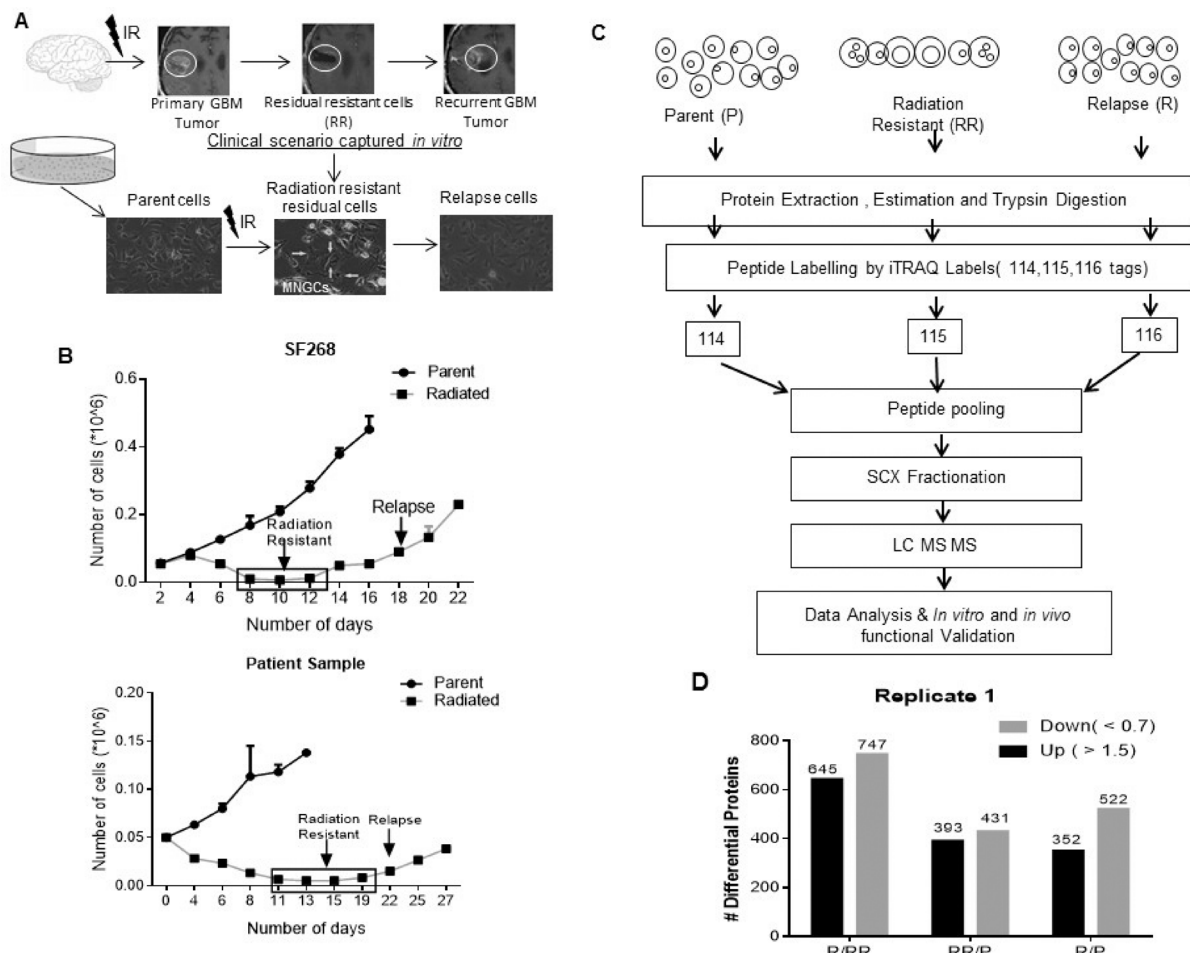 A
IR
Primary GBM
Tumor
Residual resistant cells
(RR)
Recurrent GBM
Tumor
Clinical scenario captured in vitro
Parent cells
IR
Radiation resistant
residual cells
MNGCs
Relapse cells
B
SF268
Parent
Radiated
Number of cells (*10^6)
0.6
0.4
0.2
0.0
Radiation
Resistant
Relapse
2 4 6 8 10 12 14 16 18 20 22
Number of days
Patient Sample
Parent
Radiated
Number of cells (*10^6)
0.20
0.15
0.10
0.05
0.00
Radiation
Resistant
Relapse
0 4 6 8 11 13 15 19 22 25 27
Number of days
C
Parent (P)
Radiation
Resistant (RR)
Relapse (R)
Protein Extraction , Estimation and Trypsin Digestion
Peptide Labelling by iTRAQ Labels( 114,115,116 tags)
114
115
116
Peptide pooling
SCX Fractionation
LC MS MS
Data Analysis & In vitro and in vivo
functional Validation
D
Replicate 1
Down( < 0.7)
Up ( > 1.5)
# Differential Proteins
800
600
400
200
0
645 747
393 431
352 522
R/RR RR/P R/P